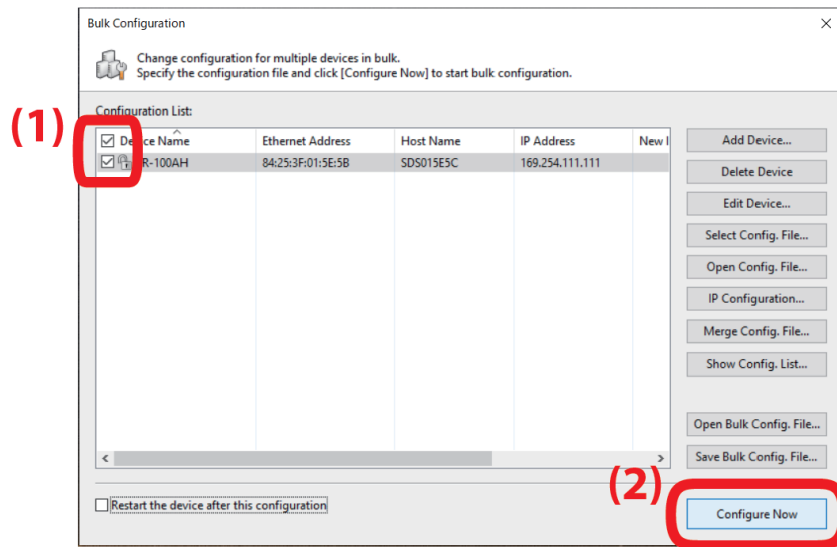 Bulk Configuration
Change configuration for multiple devices in bulk.
Specify the configuration file and click [Configure Now] to start bulk configuration.
(1)
Configuration List:
Device Name Ethernet Address Host Name IP Address New I
R-100AH 84:25:3F:01:5E:5B SDS015E5C 169.254.111.111
Add Device...
Delete Device
Edit Device...
Select Config. File...
Open Config. File...
IP Configuration...
Merge Config. File...
Show Config. List...
Open Bulk Config. File...
Save Bulk Config. File...
(2)
Restart the device after this configuration
Configure Now